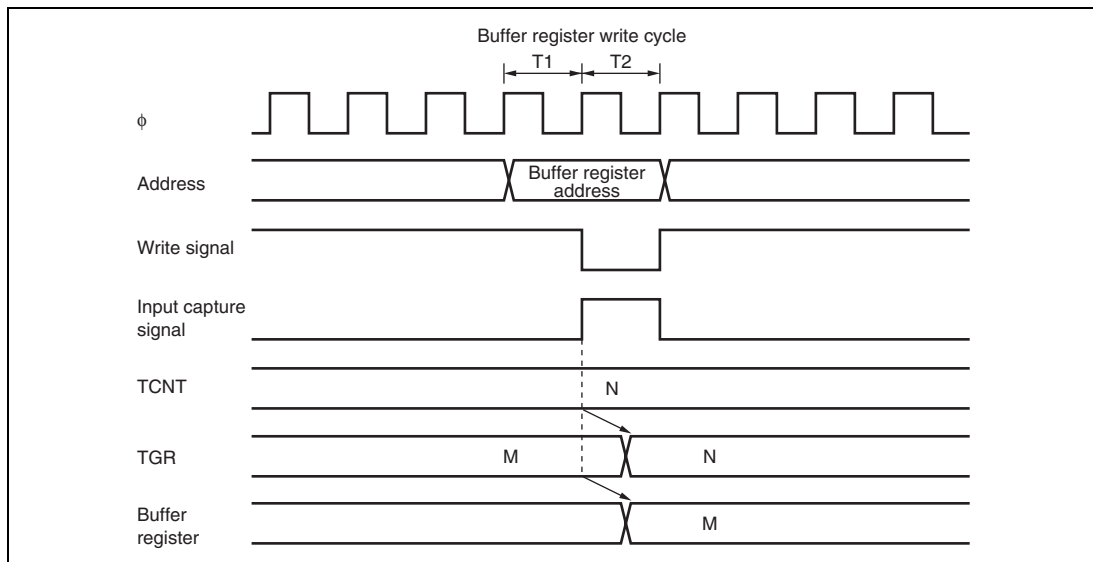 Buffer register write cycle
T1 T2
ϕ
Address
Buffer register
address
Write signal
Input capture
signal
TCNT
N
TGR
M N
Buffer
register
M